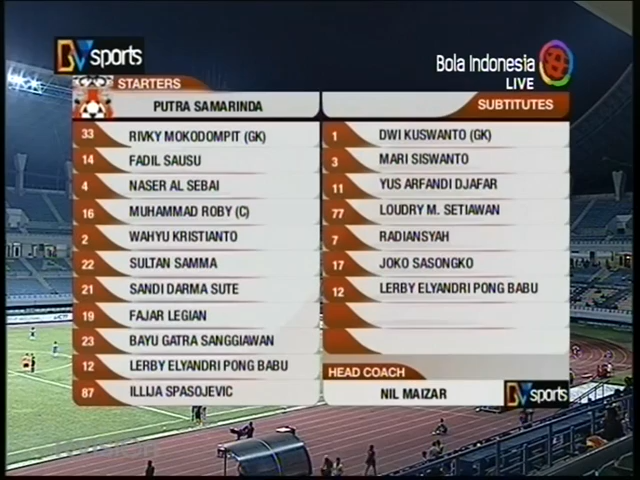 BV sports
Bola Indonesia
LIVE
STARTERS
PUTRA SAMARINDA
SUBTITUTES
33 RIVKY MOKODOMPIT (GK)
14 FADIL SAUSU
4 NASER AL SEBAI
16 MUHAMMAD ROBY (C)
2 WAHYU KRISTIANTO
22 SULTAN SAMMA
21 SANDI DARMA SUTE
19 FAJAR LEGIAN
23 BAYU GATRA SANGGIAWAN
12 LERBY ELYANDRI PONG BABU
87 ILLIJA SPASOJEVIC
1 DWI KUSWANTO (GK)
3 MARI SISWANTO
11 YUS ARFANDI DJAFAR
77 LOUDRY M. SETIAWAN
7 RADIANSYAH
17 JOKO SASONGKO
12 LERBY ELYANDRI PONG BABU
HEAD COACH
NIL MAIZAR
BV sports